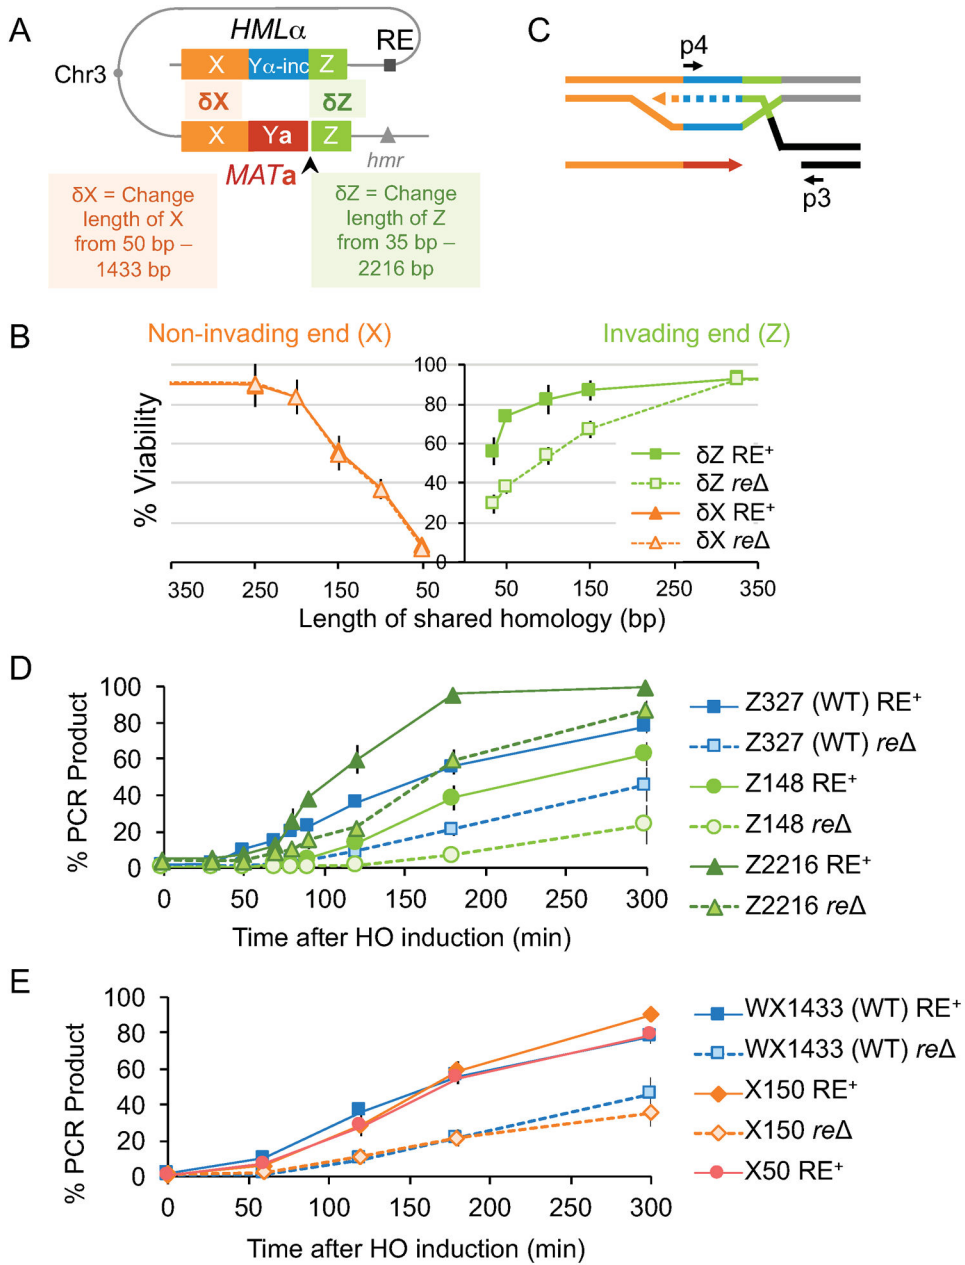 A
HMLα
RE
X
Yα-inc
Z
Chr3
δX
δZ
X
Ya
Z
MATa
hmr
δX = Change
length of X
from 50 bp –
1433 bp
δZ = Change
length of Z
from 35 bp –
2216 bp
C
p4
p3
B
Non-invading end (X)
Invading end (Z)
% Viability
100
80
60
40
20
0
δZ RE⁺
δZ reΔ
δX RE⁺
δX reΔ
350 250 150 50 50 150 250 350
Length of shared homology (bp)
D
% PCR Product
100
80
60
40
20
0
0 50 100 150 200 250 300
Time after HO induction (min)
Z327 (WT) RE⁺
Z327 (WT) reΔ
Z148 RE⁺
Z148 reΔ
Z2216 RE⁺
Z2216 reΔ
E
% PCR Product
100
80
60
40
20
0
0 50 100 150 200 250 300
Time after HO induction (min)
WX1433 (WT) RE⁺
WX1433 (WT) reΔ
X150 RE⁺
X150 reΔ
X50 RE⁺